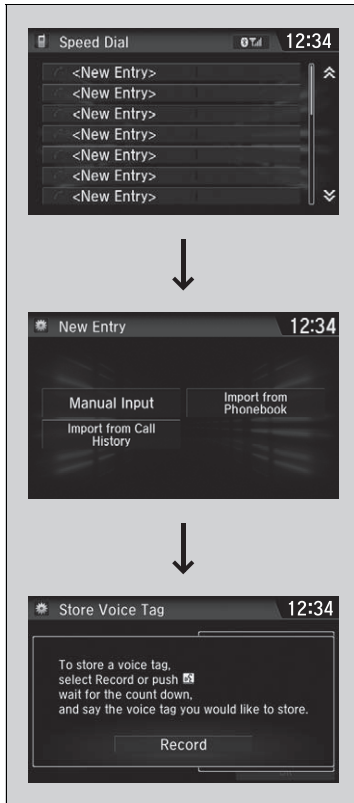 Speed Dial
12:34
<New Entry>
<New Entry>
<New Entry>
<New Entry>
<New Entry>
<New Entry>
<New Entry>
New Entry
12:34
Manual Input
Import from
Phonebook
Import from Call
History
Store Voice Tag
12:34
To store a voice tag,
select Record or push
wait for the count down,
and say the voice tag you would like to store.
Record